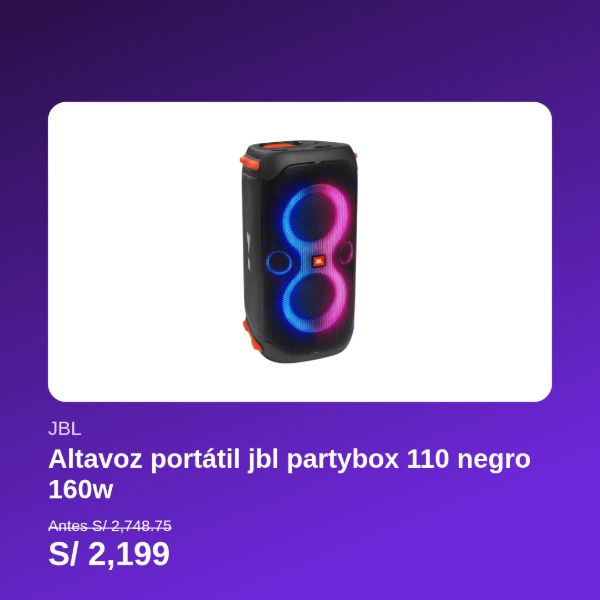 JBL
Altavoz portátil jbl partybox 110 negro
160w
Antes S/ 2,748.75
S/ 2,199